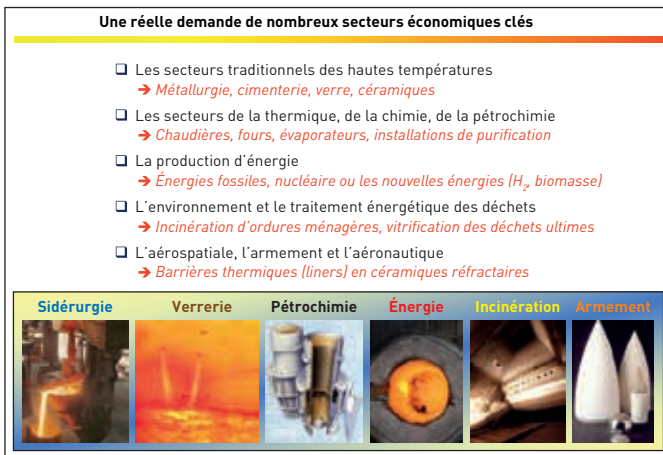 Une réelle demande de nombreux secteurs économiques clés
❑ Les secteurs traditionnels des hautes températures
➔ Métallurgie, cimenterie, verre, céramiques
❑ Les secteurs de la thermique, de la chimie, de la pétrochimie
➔ Chaudières, fours, évaporateurs, installations de purification
❑ La production d'énergie
➔ Énergies fossiles, nucléaire ou les nouvelles énergies (H₂, biomasse)
❑ L'environnement et le traitement énergétique des déchets
➔ Incinération d'ordures ménagères, vitrification des déchets ultimes
❑ L'aérospatiale, l'armement et l'aéronautique
➔ Barrières thermiques (liners) en céramiques réfractaires
Sidérurgie Verrerie Pétrochimie Énergie Incinération Armement